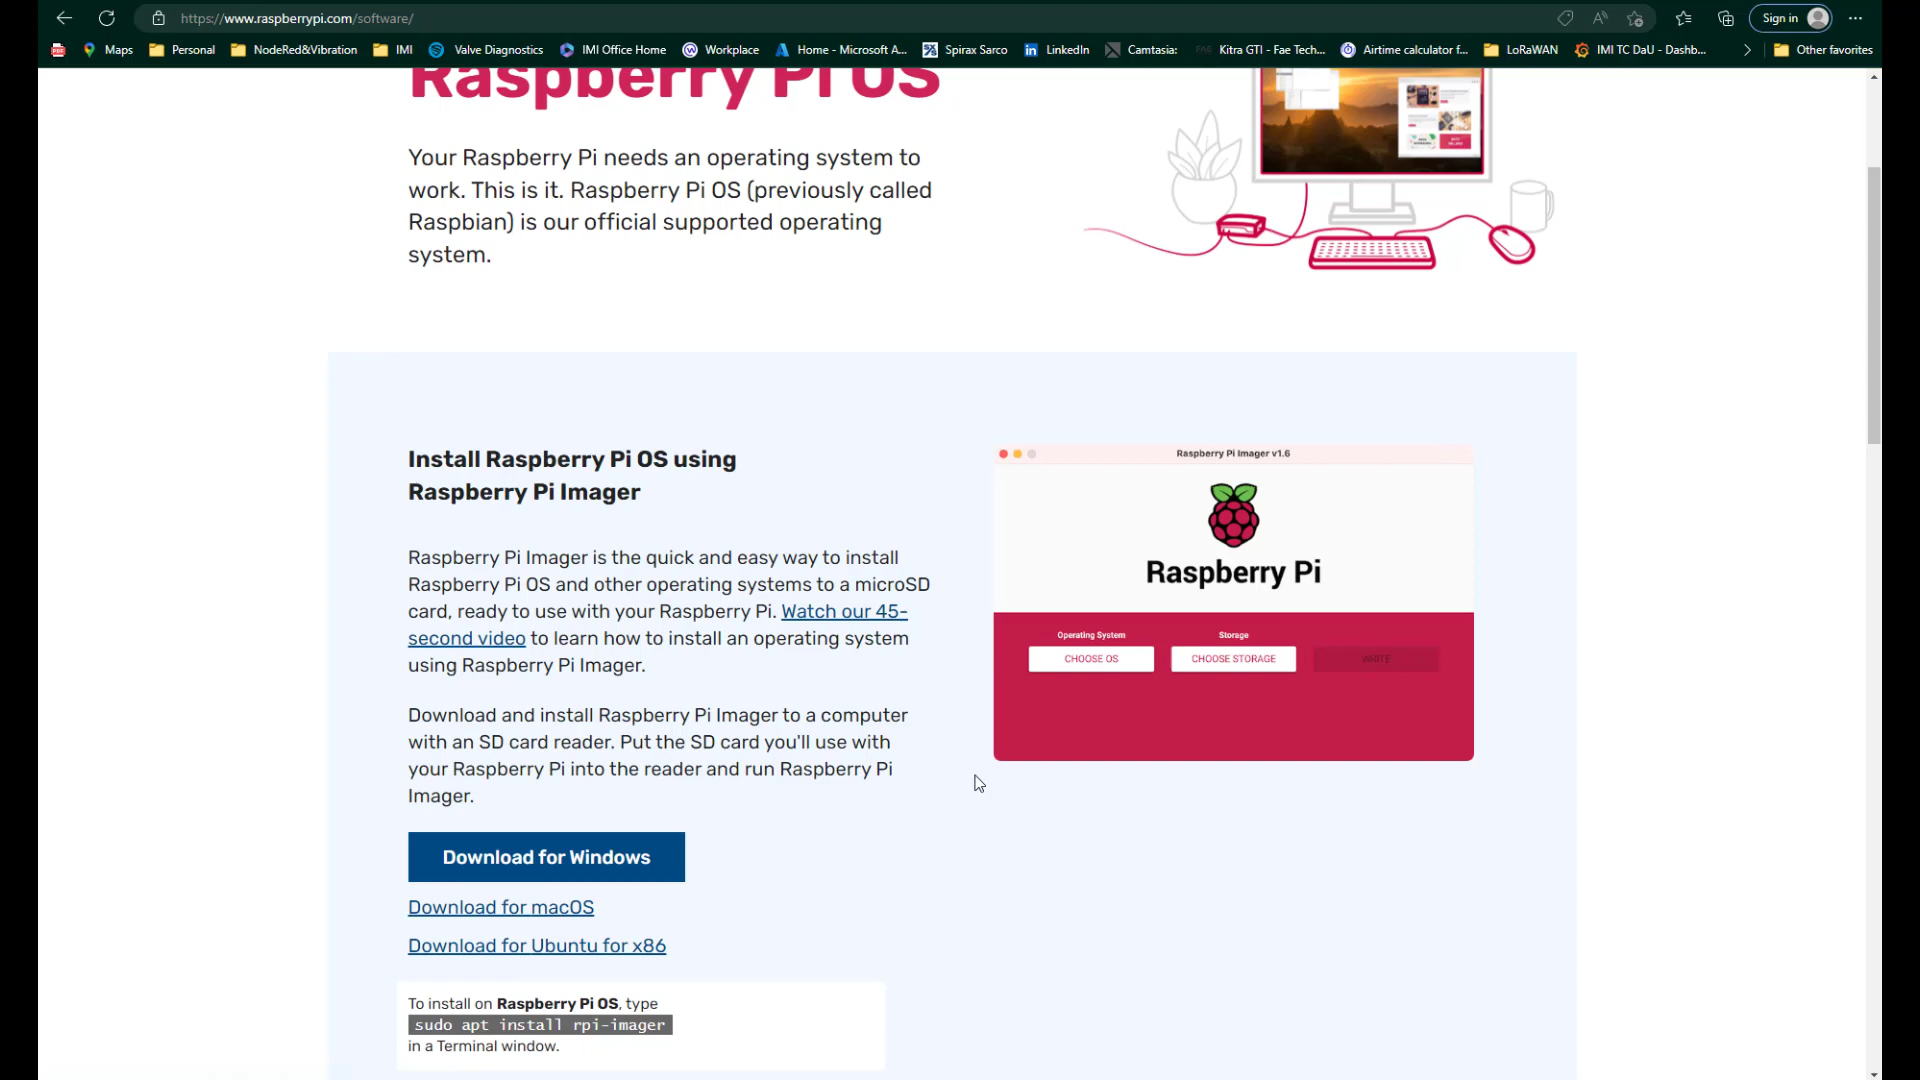 https://www.raspberrypi.com/software/
Sign in
Maps
Personal
NodeRed&Vibration
IMI
Valve Diagnostics
IMI Office Home
Workplace
Home - Microsoft A...
Spirax Sarco
LinkedIn
Camtasia:
Kitra GTI - Fae Tech...
Airtime calculator f...
LoRaWAN
IMI TC DaU - Dashb...
Other favorites
Raspberry Pi OS
Your Raspberry Pi needs an operating system to
work. This is it. Raspberry Pi OS (previously called
Raspbian) is our official supported operating
system.
Install Raspberry Pi OS using
Raspberry Pi Imager
Raspberry Pi Imager is the quick and easy way to install
Raspberry Pi OS and other operating systems to a microSD
card, ready to use with your Raspberry Pi. Watch our 45-
second video to learn how to install an operating system
using Raspberry Pi Imager.
Download and install Raspberry Pi Imager to a computer
with an SD card reader. Put the SD card you'll use with
your Raspberry Pi into the reader and run Raspberry Pi
Imager.
Download for Windows
Download for macOS
Download for Ubuntu for x86
To install on Raspberry Pi OS, type
sudo apt install rpi-imager
in a Terminal window.
Raspberry Pi Imager v1.6
Raspberry Pi
Operating System
Storage
CHOOSE OS
CHOOSE STORAGE
WRITE